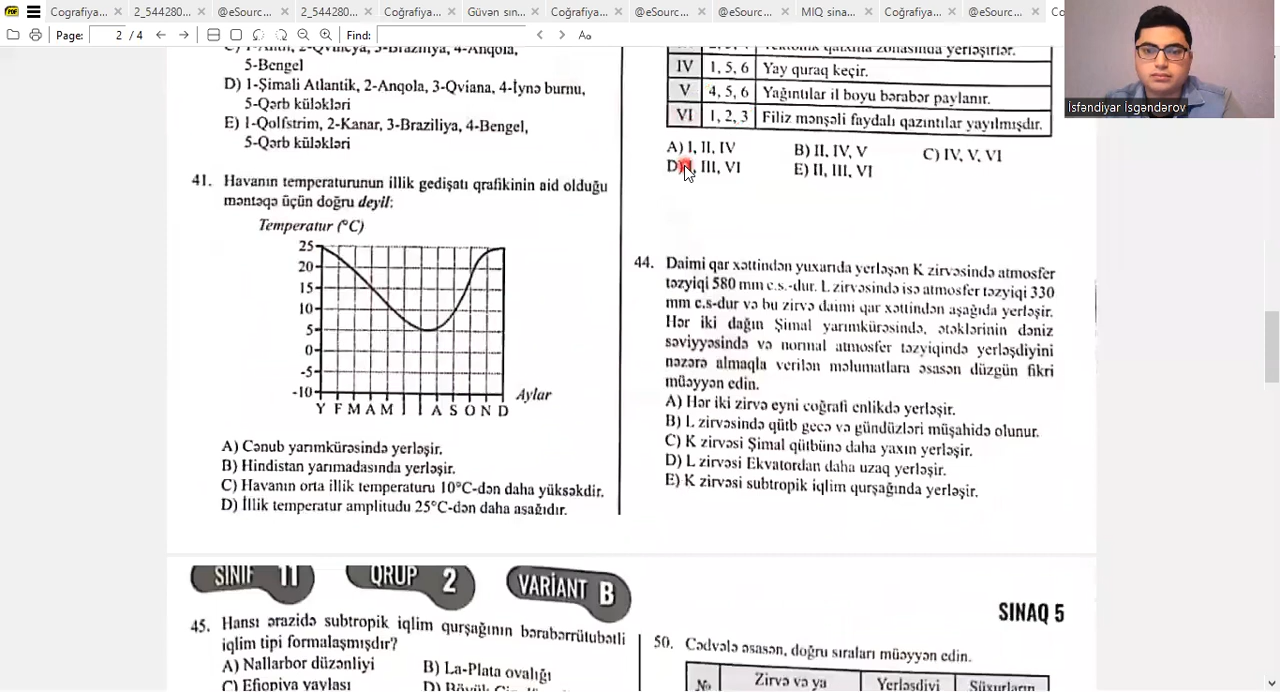 Cografiya...
2_544280...
@eSourc...
2_544280...
Coğrafiya...
Güvən sın...
Coğrafiya...
@eSourc...
@eSourc...
MIQ sina...
Coğrafiya...
@eSourc...
Co
Page: 2 / 4
Find:
Aa
5-Bengel
D) 1-Şimali Atlantik, 2-Anqola, 3-Qviana, 4-İynə burnu,
5-Qərb küləkləri
E) 1-Qolfstrim, 2-Kanar, 3-Braziliya, 4-Bengel,
5-Qərb küləkləri
41. Havanın temperaturunun illik gedişatı qrafikinin aid olduğu
məntəqə üçün doğru deyil:
Temperatur (°C)
25
20
15
10
5
0
-5
-10
Aylar
Y F M A M İ İ A S O N D
A) Cənub yarımkürəsində yerləşir.
B) Hindistan yarımadasında yerləşir.
C) Havanın orta illik temperaturu 10°C-dən daha yüksəkdir.
D) İllik temperatur amplitudu 25°C-dən daha aşağıdır.
IV 1, 5, 6 Yay quraq keçir.
V 4, 5, 6 Yağıntılar il boyu bərabər paylanır.
VI 1, 2, 3 Filiz mənşəli faydalı qazıntılar yayılmışdır.
A) I, II, IV B) II, IV, V C) IV, V, VI
D) I, III, VI E) II, III, VI
44. Daimi qar xəttindən yuxarıda yerləşən K zirvəsində atmosfer
təzyiqi 580 mm c.s.-dur. L zirvəsində isə atmosfer təzyiqi 330
mm c.s-dur və bu zirvə daimi qar xəttindən aşağıda yerləşir.
Hər iki dağın Şimal yarımkürəsində, ətəklərinin dəniz
səviyyəsində və normal atmosfer təzyiqində yerləşdiyini
nəzərə almaqla verilən məlumatlara əsasən düzgün fikri
müəyyən edin.
A) Hər iki zirvə eyni coğrafi enlikdə yerləşir.
B) L zirvəsində qütb gecə və gündüzləri müşahidə olunur.
C) K zirvəsi Şimal qütbünə daha yaxın yerləşir.
D) L zirvəsi Ekvatordan daha uzaq yerləşir.
E) K zirvəsi subtropik iqlim qurşağında yerləşir.
İsfəndiyar İsgəndərov
SINIF 11 QRUP 2 VARİANT B
SINAQ 5
45. Hansı ərazidə subtropik iqlim qurşağının bərabərrütubətli
iqlim tipi formalaşmışdır?
A) Nallarbor düzənliyi B) La-Plata ovalığı
C) Efiopiya yaylası
50. Cədvələ əsasən, doğru sıraları müəyyən edin.
№ Zirvə və ya Yerləşdiyi Süxurların